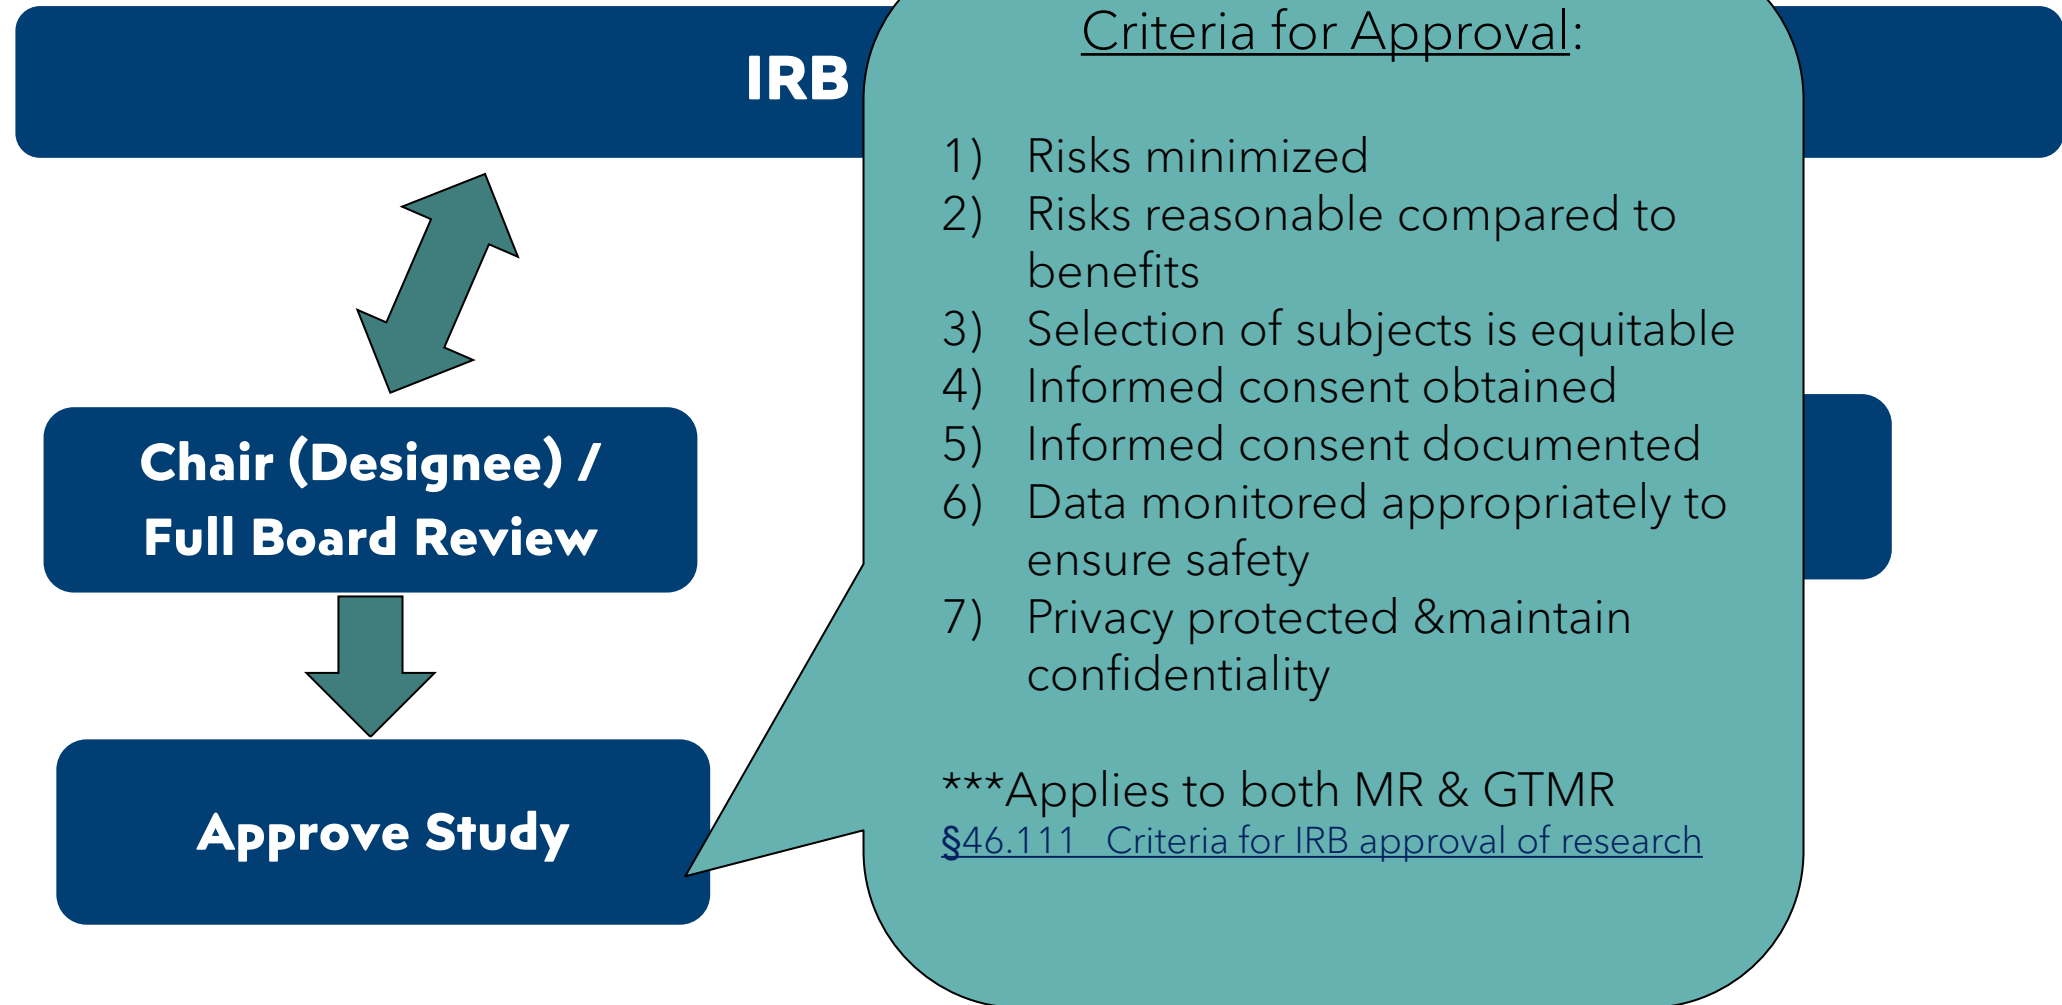 IRB
Criteria for Approval:
1) Risks minimized
2) Risks reasonable compared to
benefits
3) Selection of subjects is equitable
4) Informed consent obtained
5) Informed consent documented
6) Data monitored appropriately to
ensure safety
7) Privacy protected &maintain
confidentiality
***Applies to both MR & GTMR
§46.111 Criteria for IRB approval of research
Chair (Designee) /
Full Board Review
Approve Study